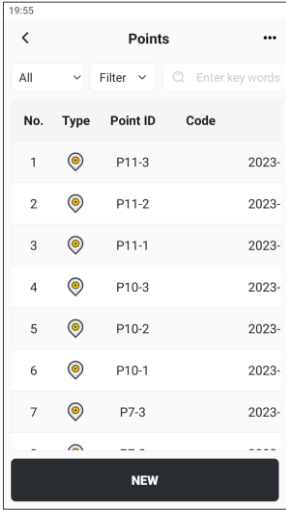 19:55
Points
All Filter Enter key words
No. Type Point ID Code
1 P11-3 2023-
2 P11-2 2023-
3 P11-1 2023-
4 P10-3 2023-
5 P10-2 2023-
6 P10-1 2023-
7 P7-3 2023-
NEW